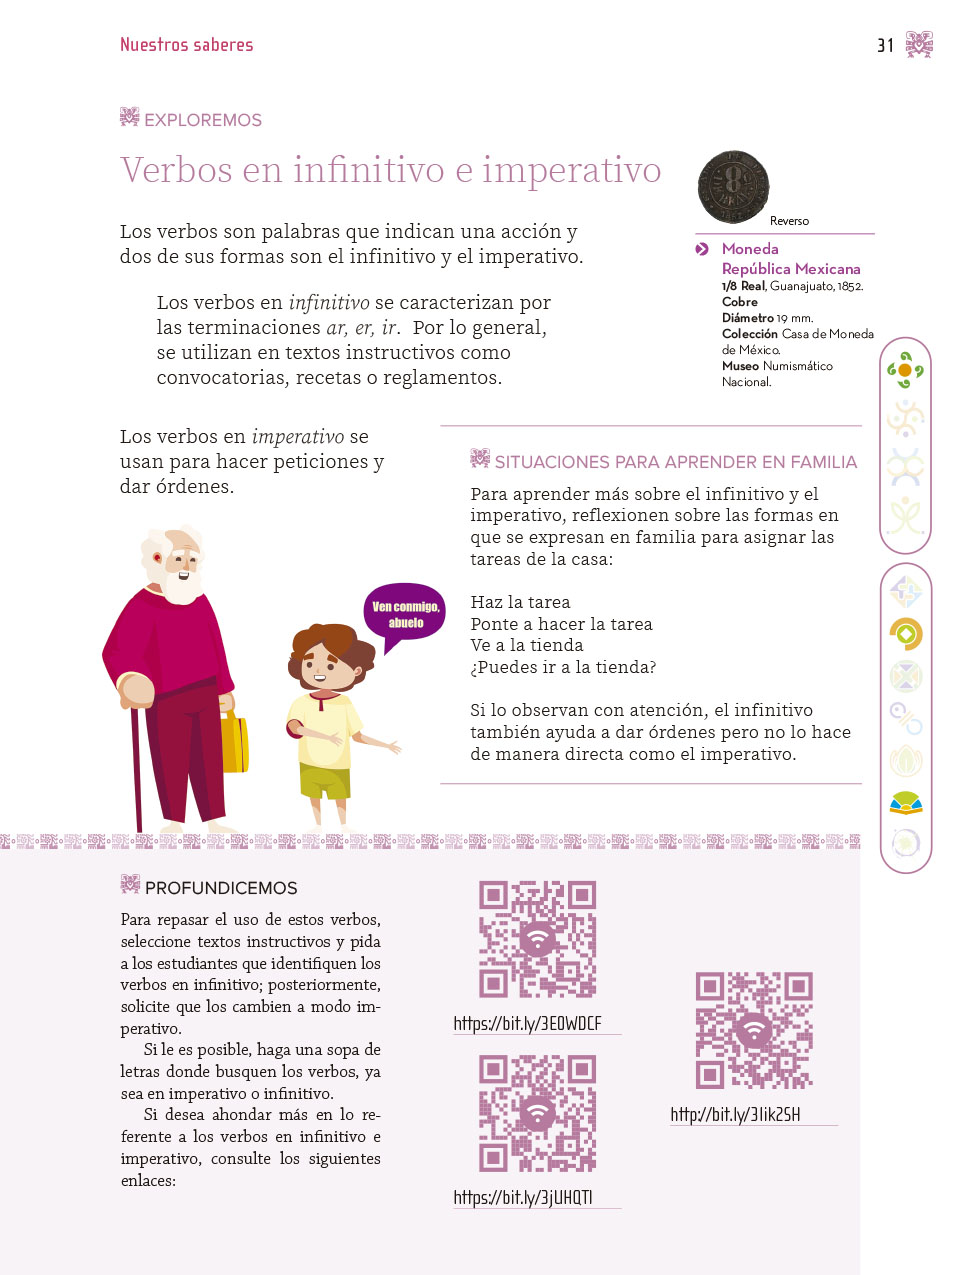 Nuestros saberes
31
EXPLOREMOS
Verbos en infinitivo e imperativo
Los verbos son palabras que indican una acción y
dos de sus formas son el infinitivo y el imperativo.
Los verbos en infinitivo se caracterizan por
las terminaciones ar, er, ir. Por lo general,
se utilizan en textos instructivos como
convocatorias, recetas o reglamentos.
Los verbos en imperativo se
usan para hacer peticiones y
dar órdenes.
Ven conmigo,
abuelo
8
Reverso
Moneda
República Mexicana
1/8 Real, Guanajuato, 1852.
Cobre
Diámetro 19 mm.
Colección Casa de Moneda
de México.
Museo Numismático
Nacional.
SITUACIONES PARA APRENDER EN FAMILIA
Para aprender más sobre el infinitivo y el
imperativo, reflexionen sobre las formas en
que se expresan en familia para asignar las
tareas de la casa:
Haz la tarea
Ponte a hacer la tarea
Ve a la tienda
¿Puedes ir a la tienda?
Si lo observan con atención, el infinitivo
también ayuda a dar órdenes pero no lo hace
de manera directa como el imperativo.
PROFUNDICEMOS
Para repasar el uso de estos verbos,
seleccione textos instructivos y pida
a los estudiantes que identifiquen los
verbos en infinitivo; posteriormente,
solicite que los cambien a modo im-
perativo.
Si le es posible, haga una sopa de
letras donde busquen los verbos, ya
sea en imperativo o infinitivo.
Si desea ahondar más en lo re-
ferente a los verbos en infinitivo e
imperativo, consulte los siguientes
enlaces:
https://bit.ly/3EOWDCF
https://bit.ly/3jUHQTI
http://bit.ly/3Iik2SH